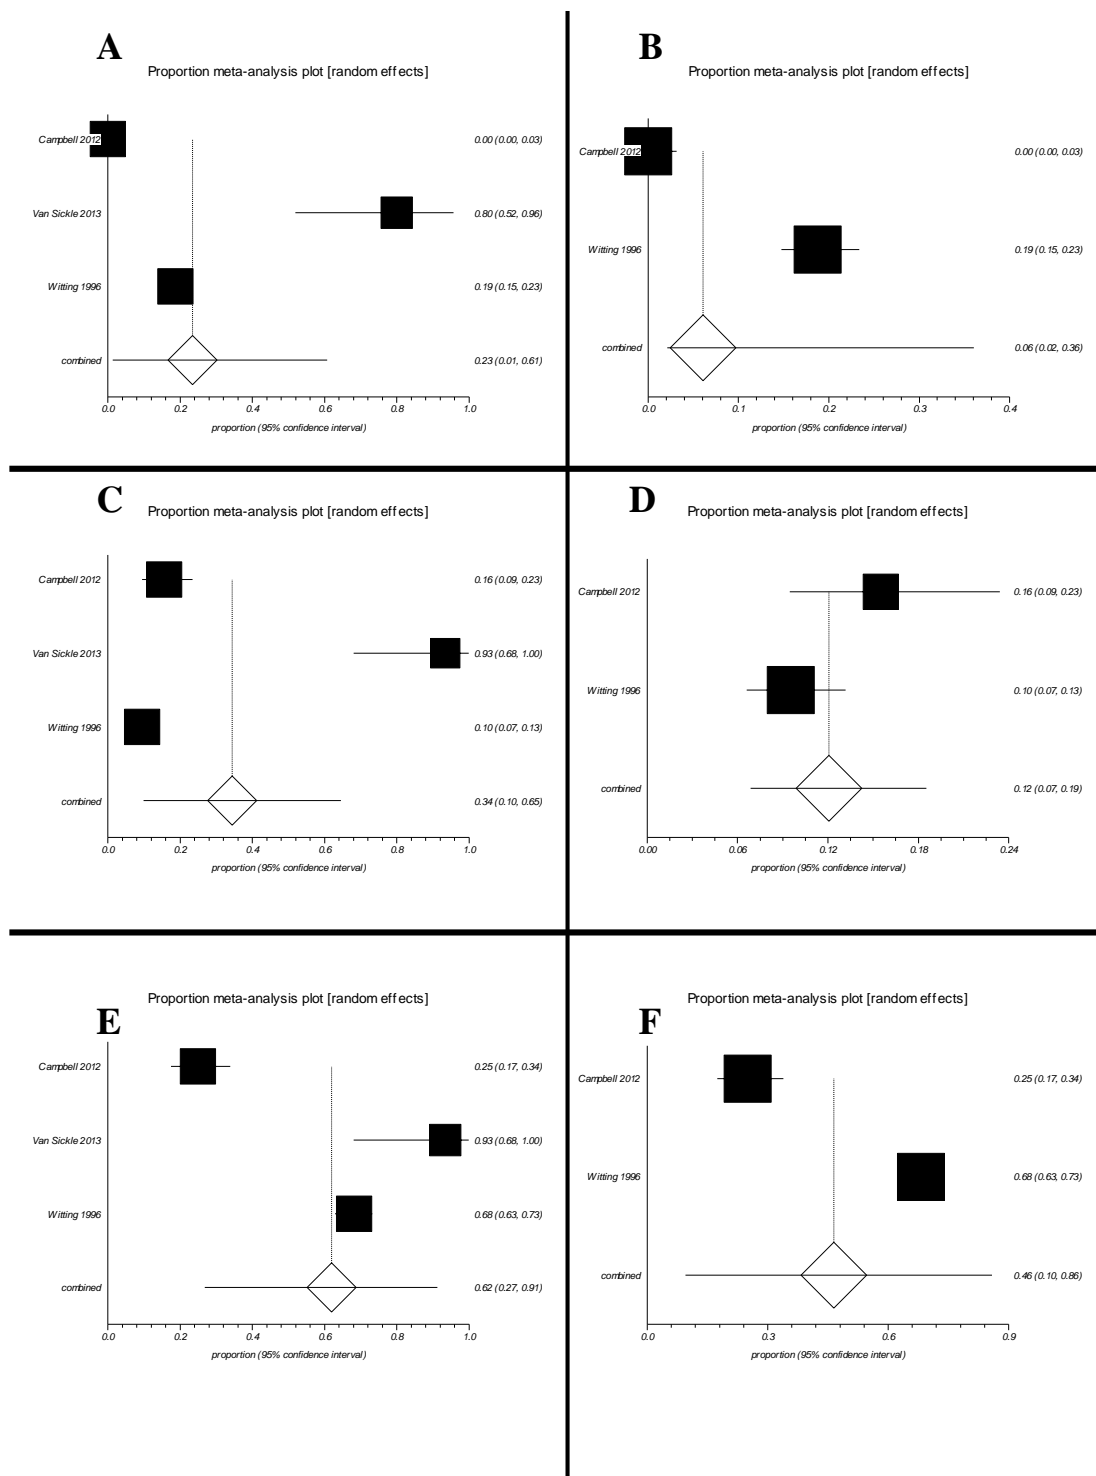 A
Proportion meta-analysis plot [random effects]
Campbell 2012 0.00 (0.00, 0.03)
Van Sickle 2013 0.80 (0.52, 0.96)
Witting 1996 0.19 (0.15, 0.23)
combined 0.23 (0.01, 0.61)
0.0 0.2 0.4 0.6 0.8 1.0
proportion (95% confidence interval)
B
Proportion meta-analysis plot [random effects]
Campbell 2012 0.00 (0.00, 0.03)
Witting 1996 0.19 (0.15, 0.23)
combined 0.06 (0.02, 0.36)
0.0 0.1 0.2 0.3 0.4
proportion (95% confidence interval)
C
Proportion meta-analysis plot [random effects]
Campbell 2012 0.16 (0.09, 0.23)
Van Sickle 2013 0.93 (0.68, 1.00)
Witting 1996 0.10 (0.07, 0.13)
combined 0.34 (0.10, 0.65)
0.0 0.2 0.4 0.6 0.8 1.0
proportion (95% confidence interval)
D
Proportion meta-analysis plot [random effects]
Campbell 2012 0.16 (0.09, 0.23)
Witting 1996 0.10 (0.07, 0.13)
combined 0.12 (0.07, 0.19)
0.00 0.06 0.12 0.18 0.24
proportion (95% confidence interval)
E
Proportion meta-analysis plot [random effects]
Campbell 2012 0.25 (0.17, 0.34)
Van Sickle 2013 0.93 (0.68, 1.00)
Witting 1996 0.68 (0.63, 0.73)
combined 0.62 (0.27, 0.91)
0.0 0.2 0.4 0.6 0.8 1.0
proportion (95% confidence interval)
F
Proportion meta-analysis plot [random effects]
Campbell 2012 0.25 (0.17, 0.34)
Witting 1996 0.68 (0.63, 0.73)
combined 0.46 (0.10, 0.86)
0.0 0.3 0.6 0.9
proportion (95% confidence interval)